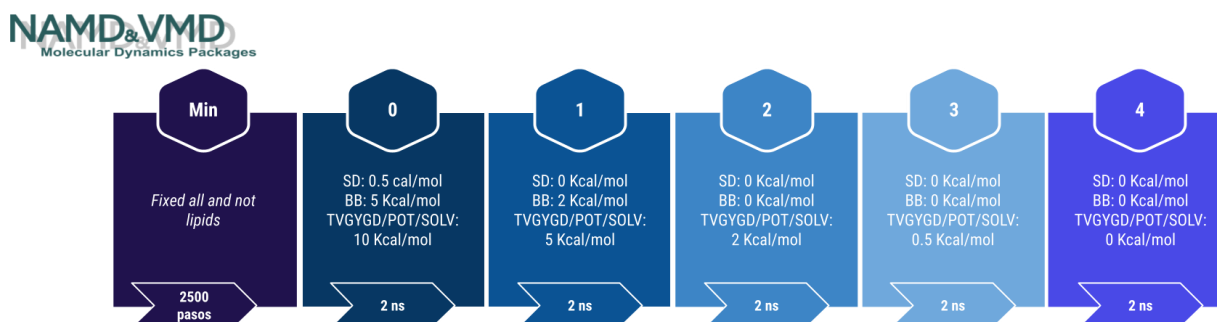 NAMD&VMD
Molecular Dynamics Packages
Min
Fixed all and not
lipids
2500
pasos
0
SD: 0.5 cal/mol
BB: 5 Kcal/mol
TVGYGD/POT/SOLV:
10 Kcal/mol
2 ns
1
SD: 0 Kcal/mol
BB: 2 Kcal/mol
TVGYGD/POT/SOLV:
5 Kcal/mol
2 ns
2
SD: 0 Kcal/mol
BB: 0 Kcal/mol
TVGYGD/POT/SOLV:
2 Kcal/mol
2 ns
3
SD: 0 Kcal/mol
BB: 0 Kcal/mol
TVGYGD/POT/SOLV:
0.5 Kcal/mol
2 ns
4
SD: 0 Kcal/mol
BB: 0 Kcal/mol
TVGYGD/POT/SOLV:
0 Kcal/mol
2 ns